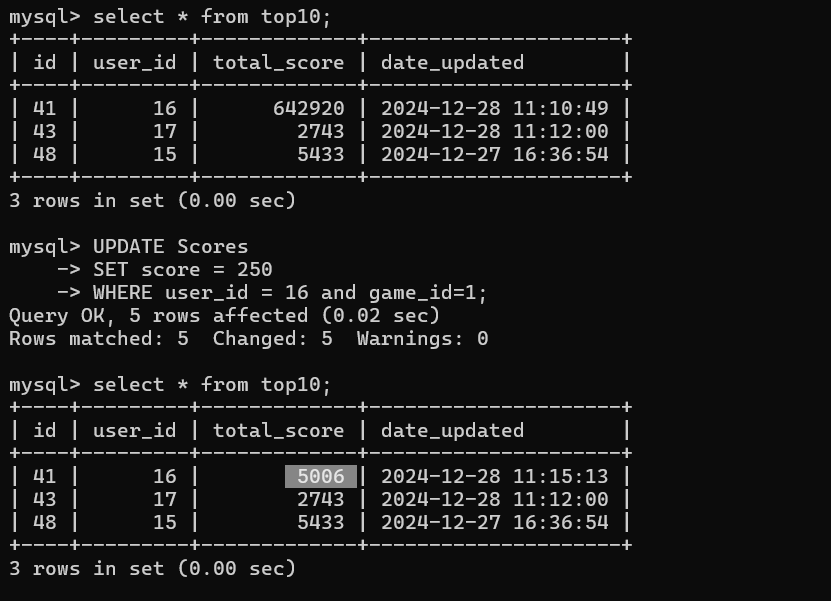 mysql> select * from top10;
+----+---------+-------------+---------------------+
| id | user_id | total_score | date_updated        |
+----+---------+-------------+---------------------+
| 41 |      16 |      642920 | 2024-12-28 11:10:49 |
| 43 |      17 |        2743 | 2024-12-28 11:12:00 |
| 48 |      15 |        5433 | 2024-12-27 16:36:54 |
+----+---------+-------------+---------------------+
3 rows in set (0.00 sec)

mysql> UPDATE Scores
    -> SET score = 250
    -> WHERE user_id = 16 and game_id=1;
Query OK, 5 rows affected (0.02 sec)
Rows matched: 5  Changed: 5  Warnings: 0

mysql> select * from top10;
+----+---------+-------------+---------------------+
| id | user_id | total_score | date_updated        |
+----+---------+-------------+---------------------+
| 41 |      16 |        5006 | 2024-12-28 11:15:13 |
| 43 |      17 |        2743 | 2024-12-28 11:12:00 |
| 48 |      15 |        5433 | 2024-12-27 16:36:54 |
+----+---------+-------------+---------------------+
3 rows in set (0.00 sec)